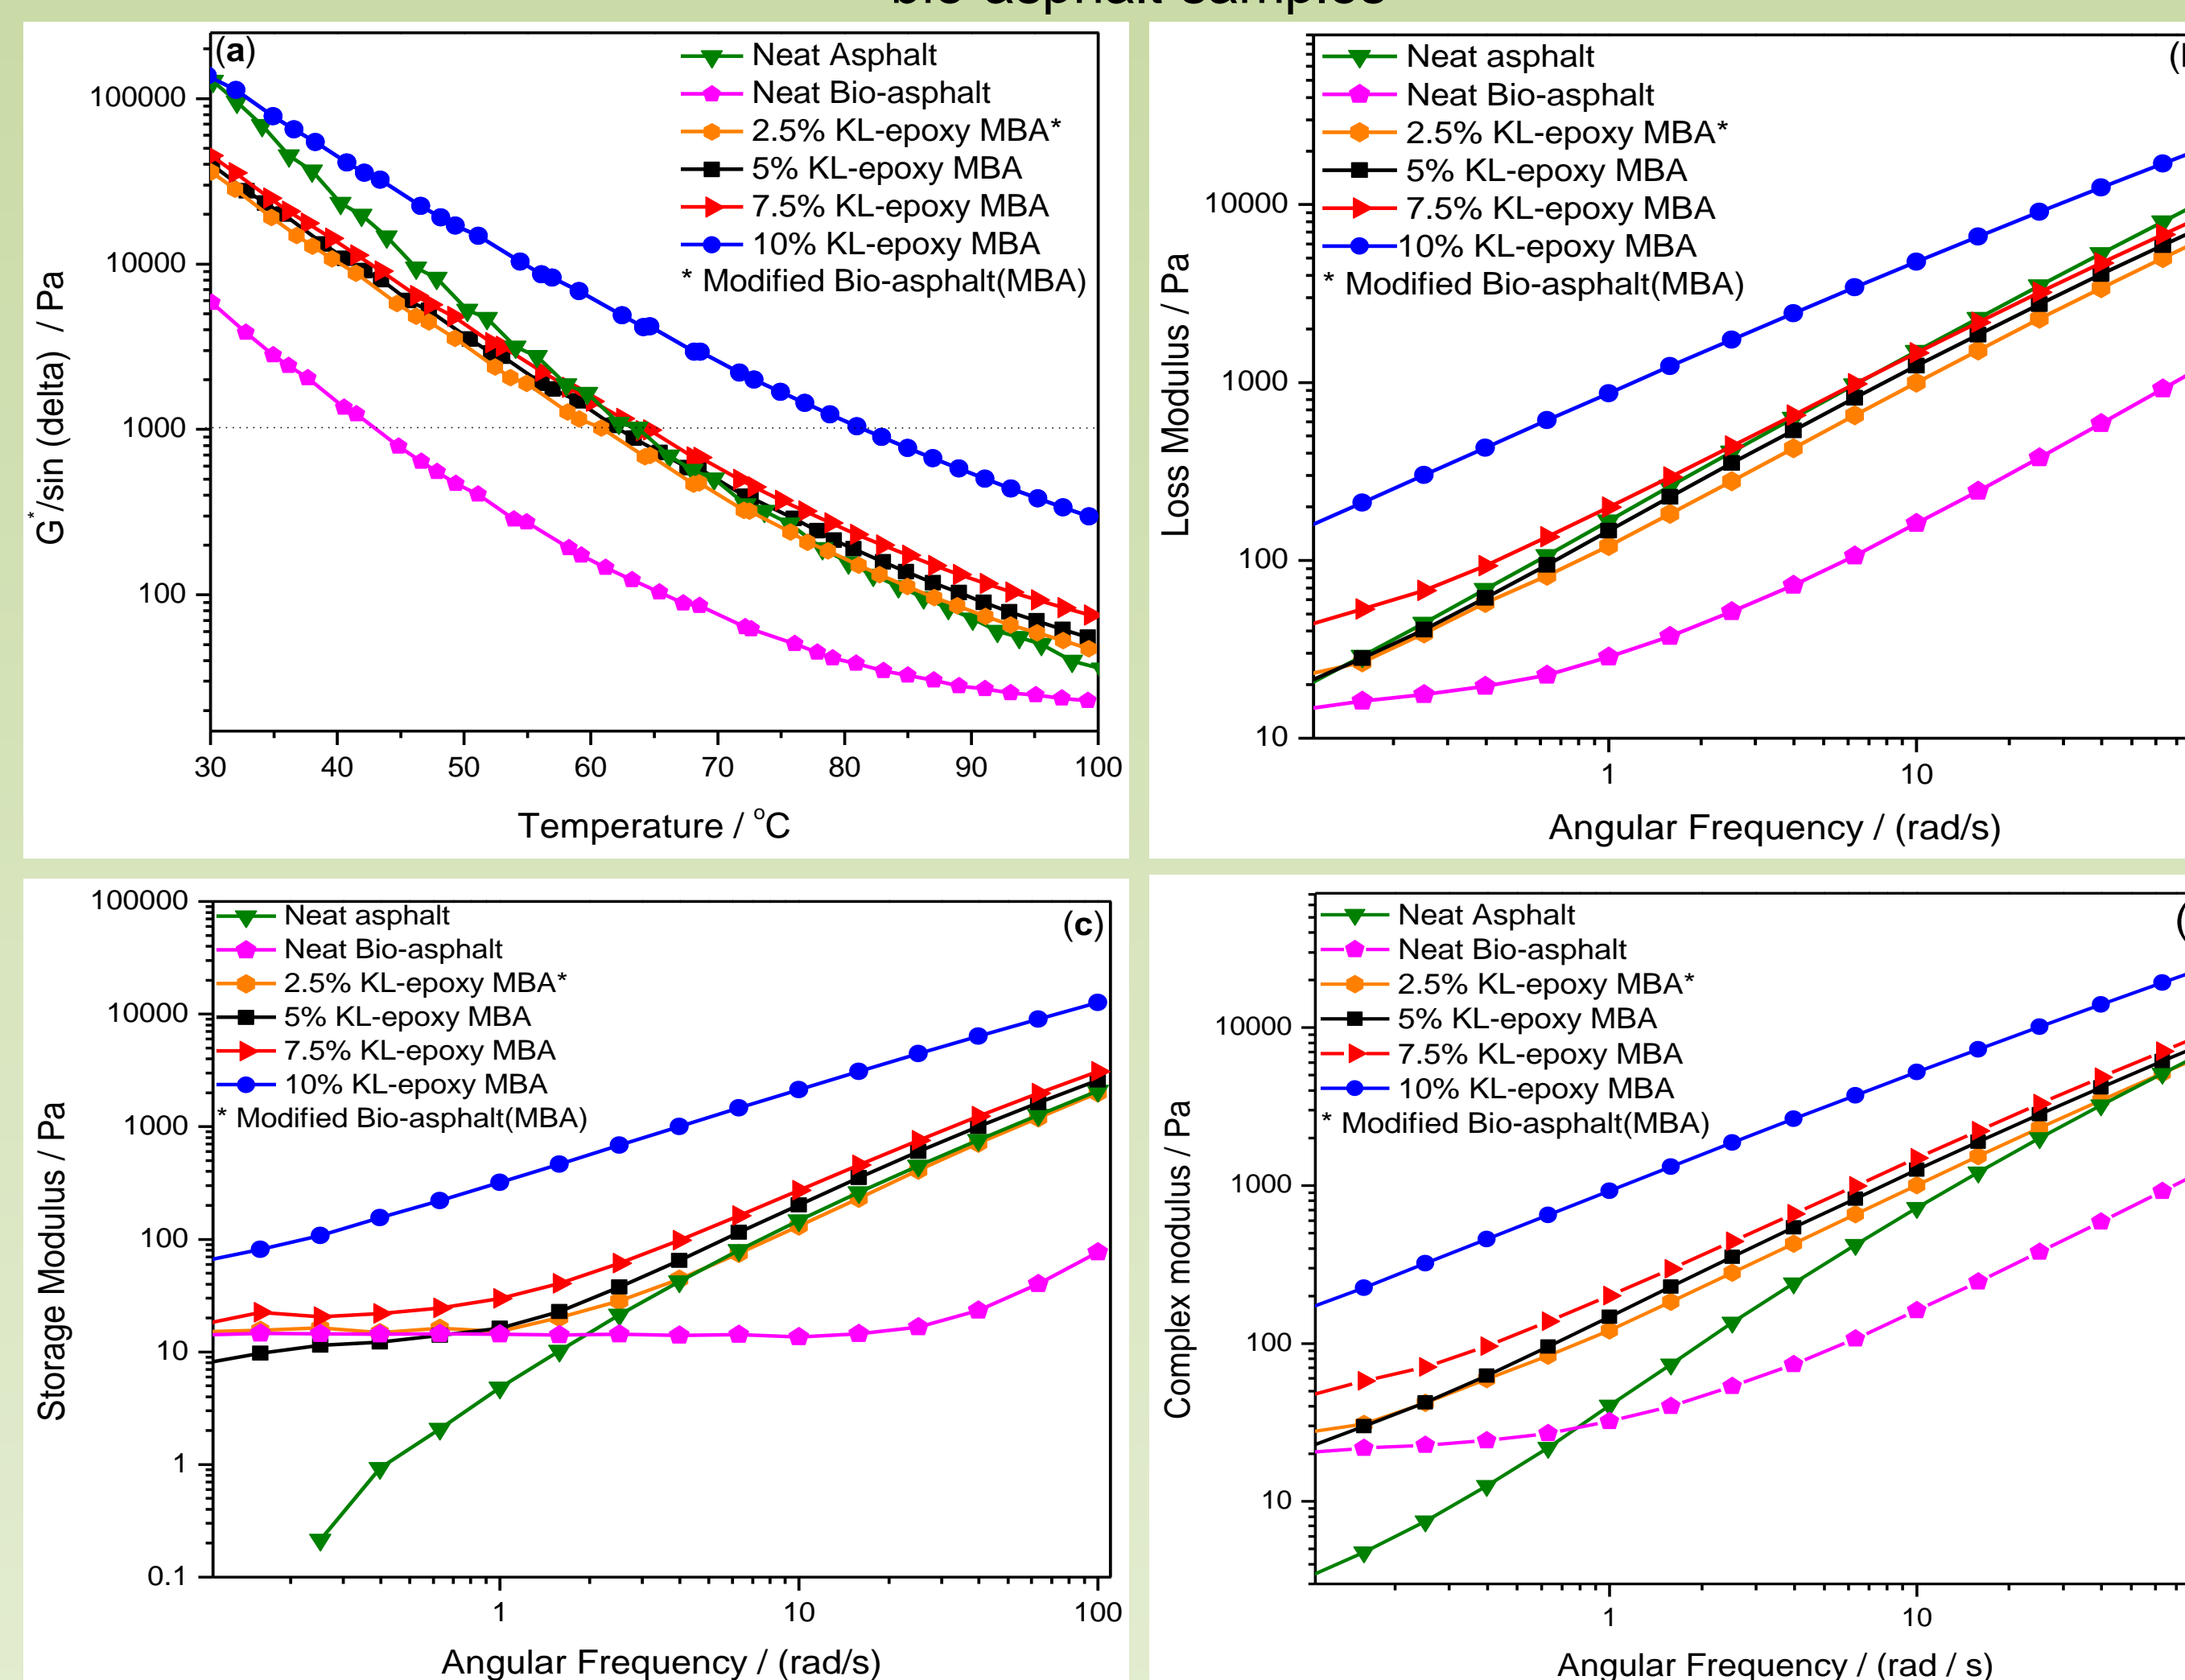 bio-asphalt samples
(a)
Neat Asphalt
Neat Bio-asphalt
2.5% KL-epoxy MBA*
5% KL-epoxy MBA
7.5% KL-epoxy MBA
10% KL-epoxy MBA
* Modified Bio-asphalt(MBA)
G*/sin (delta) / Pa
100000
10000
1000
100
30 40 50 60 70 80 90 100
Temperature / °C
Neat asphalt
Neat Bio-asphalt
2.5% KL-epoxy MBA*
5% KL-epoxy MBA
7.5% KL-epoxy MBA
10% KL-epoxy MBA
* Modified Bio-asphalt(MBA)
Loss Modulus / Pa
10000
1000
100
10
1 10
Angular Frequency / (rad/s)
(c)
Neat asphalt
Neat Bio-asphalt
2.5% KL-epoxy MBA*
5% KL-epoxy MBA
7.5% KL-epoxy MBA
10% KL-epoxy MBA
* Modified Bio-asphalt(MBA)
Storage Modulus / Pa
100000
10000
1000
100
10
1
0.1
1 10 100
Angular Frequency / (rad/s)
Neat Asphalt
Neat Bio-asphalt
2.5% KL-epoxy MBA*
5% KL-epoxy MBA
7.5% KL-epoxy MBA
10% KL-epoxy MBA
* Modified Bio-asphalt(MBA)
Complex modulus / Pa
10000
1000
100
10
1 10
Angular Frequency / (rad / s)